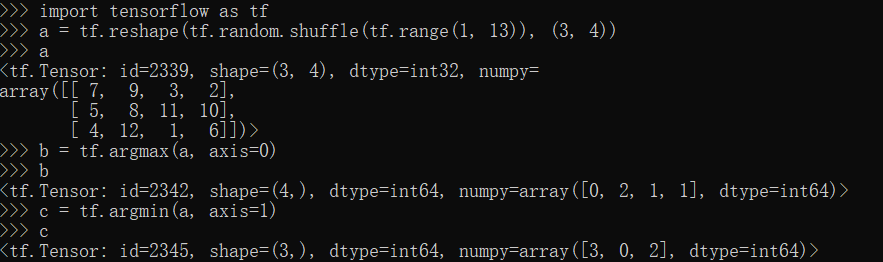 >>> import tensorflow as tf
>>> a = tf.reshape(tf.random.shuffle(tf.range(1, 13)), (3, 4))
>>> a
<tf.Tensor: id=2339, shape=(3, 4), dtype=int32, numpy=
array([[ 7,  9,  3,  2],
       [ 5,  8, 11, 10],
       [ 4, 12,  1,  6]])>
>>> b = tf.argmax(a, axis=0)
>>> b
<tf.Tensor: id=2342, shape=(4,), dtype=int64, numpy=array([0, 2, 1, 1], dtype=int64)>
>>> c = tf.argmin(a, axis=1)
>>> c
<tf.Tensor: id=2345, shape=(3,), dtype=int64, numpy=array([3, 0, 2], dtype=int64)>